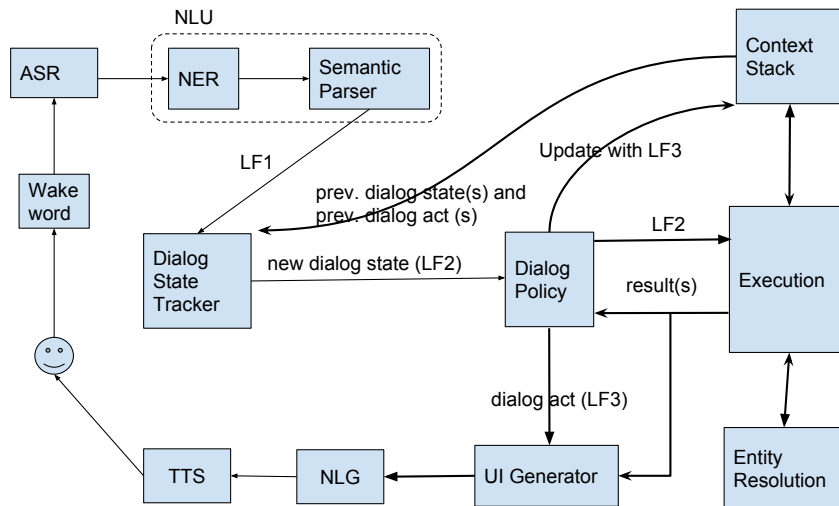 NLU
ASR
NER
Semantic
Parser
Context
Stack
LF1
Update with LF3
Wake
word
prev. dialog state(s) and
prev. dialog act (s)
LF2
Dialog
State
Tracker
new dialog state (LF2)
Dialog
Policy
result(s)
Execution
dialog act (LF3)
TTS
NLG
UI Generator
Entity
Resolution